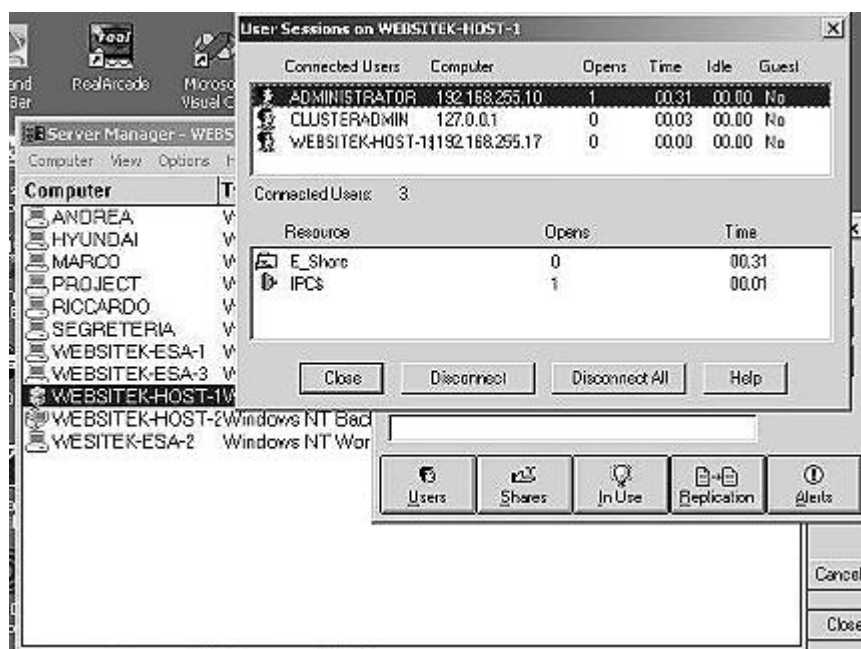 User Sessions on WEBSITEK-HOST-1
Connected Users Computer Opens Time Idle Guest
ADMINISTRATOR 192.168.255.10 1 00.31 00.00 No
CLUSTERADMIN 127.0.0.1 0 00.03 00.00 No
WEBSITEK-HOST-1$ 192.168.255.17 0 00.00 00.00 No
Connected Users: 3
Resource Opens Time
E_Share 0 00.31
IPC$ 1 00.01
Close Disconnect Disconnect All Help
RealArcade
Server Manager - WEBS
Computer View Options H
Computer T
ANDREA
HYUNDAI
MARCO
PROJECT
RICCARDO
SEGRETERIA
WEBSITEK-ESA-1
WEBSITEK-ESA-3
WEBSITEK-HOST-1
WEBSITEK-HOST-2 Windows NT Bac
WESITEK-ESA-2 Windows NT Wor
Users Shares In Use Replication Alerts
Cancel
Close